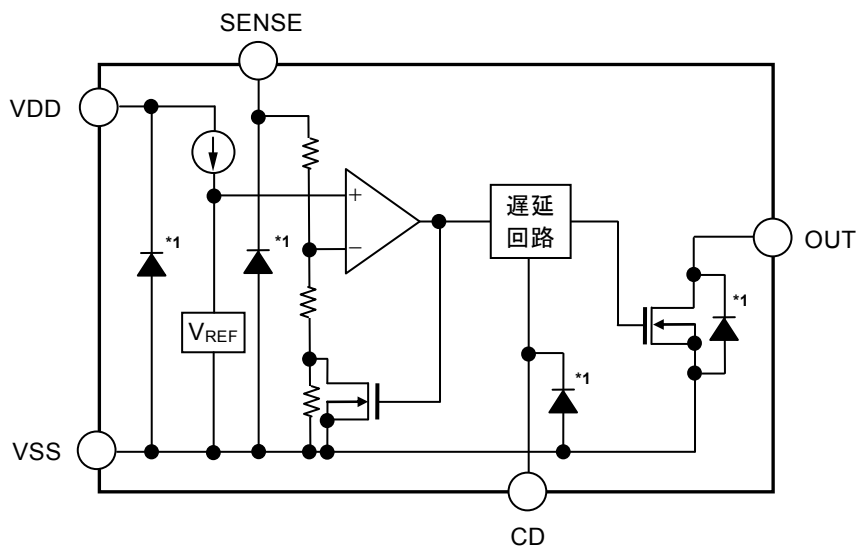 SENSE
VDD
*1
*1
+
−
遅延
回路
OUT
*1
VREF
*1
VSS
CD